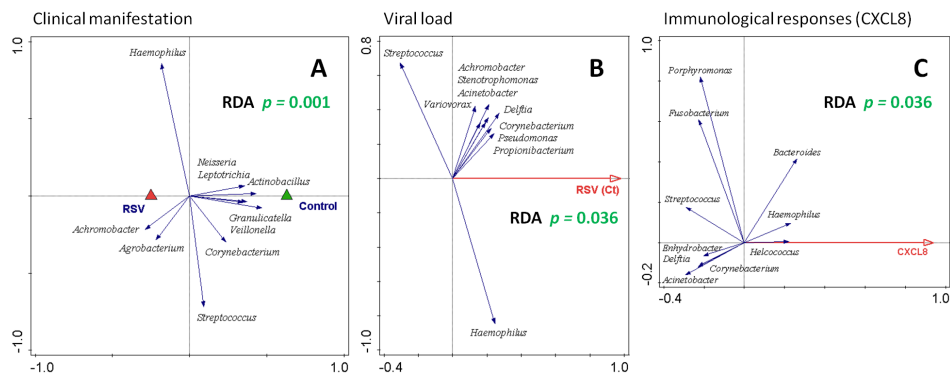 Clinical manifestation
Viral load
Immunological responses (CXCL8)
1.0
Haemophilus
A
RDA p = 0.001
Neisseria
Leptotrichia
Actinobacillus
RSV
Control
Granulicatella
Veillonella
Achromobacter
Agrobacterium
Corynebacterium
Streptococcus
-1.0
-1.0
1.0
0.8
Streptococcus
B
Achromobacter
Stenotrophomonas
Acinetobacter
Variovorax
Delftia
Corynebacterium
Pseudomonas
Propionibacterium
RSV (Ct)
RDA p = 0.036
Haemophilus
-1.0
-0.4
1.0
1.0
C
Porphyromonas
RDA p = 0.036
Fusobacterium
Bacteroides
Streptococcus
Haemophilus
Enhydrobacter
Helcococcus
CXCL8
Delftia
Corynebacterium
Acinetobacter
-0.2
-0.4
1.0